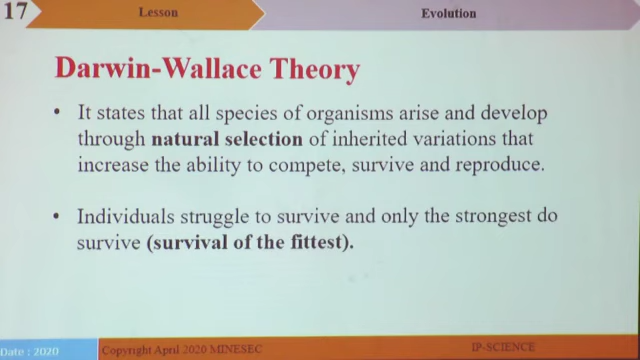 17
Lesson
Evolution
Darwin-Wallace Theory
• It states that all species of organisms arise and develop
through natural selection of inherited variations that
increase the ability to compete, survive and reproduce.
• Individuals struggle to survive and only the strongest do
survive (survival of the fittest).
Date : 2020
Copyright April 2020 MINESEC
IP-SCIENCE